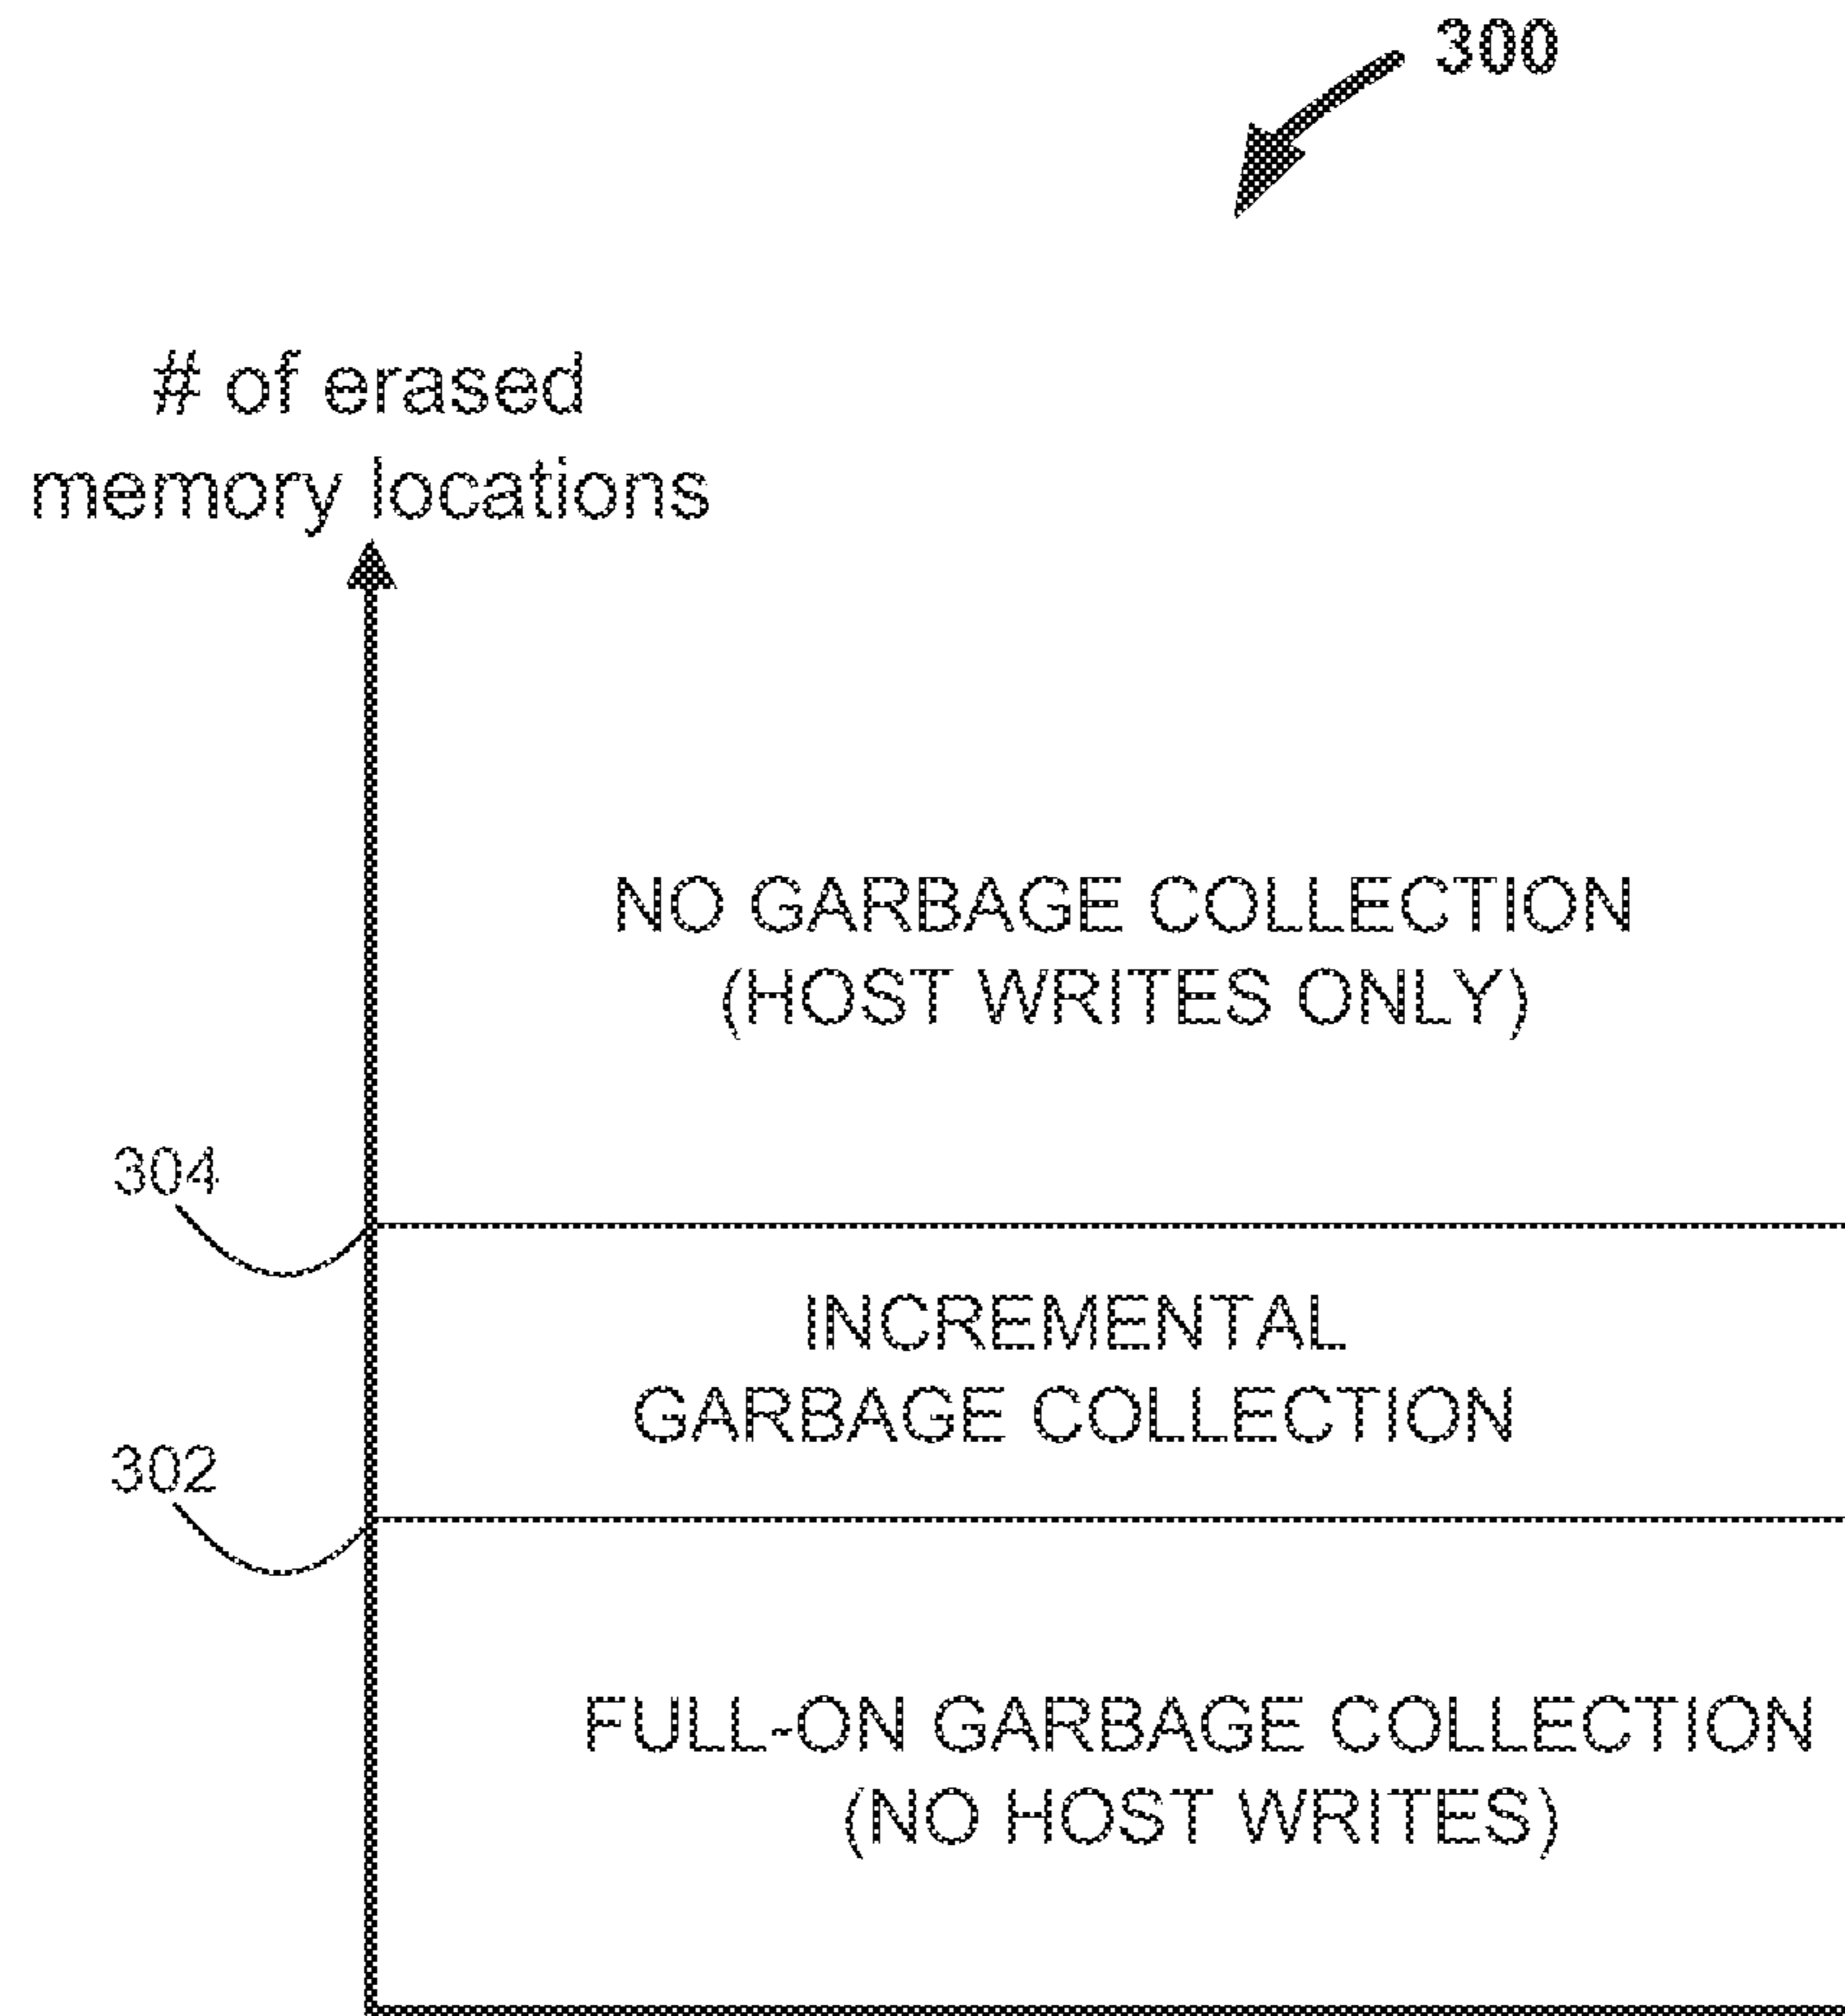 300
# of erased
memory locations
NO GARBAGE COLLECTION
(HOST WRITES ONLY)
304
INCREMENTAL
GARBAGE COLLECTION
302
FULL-ON GARBAGE COLLECTION
(NO HOST WRITES)